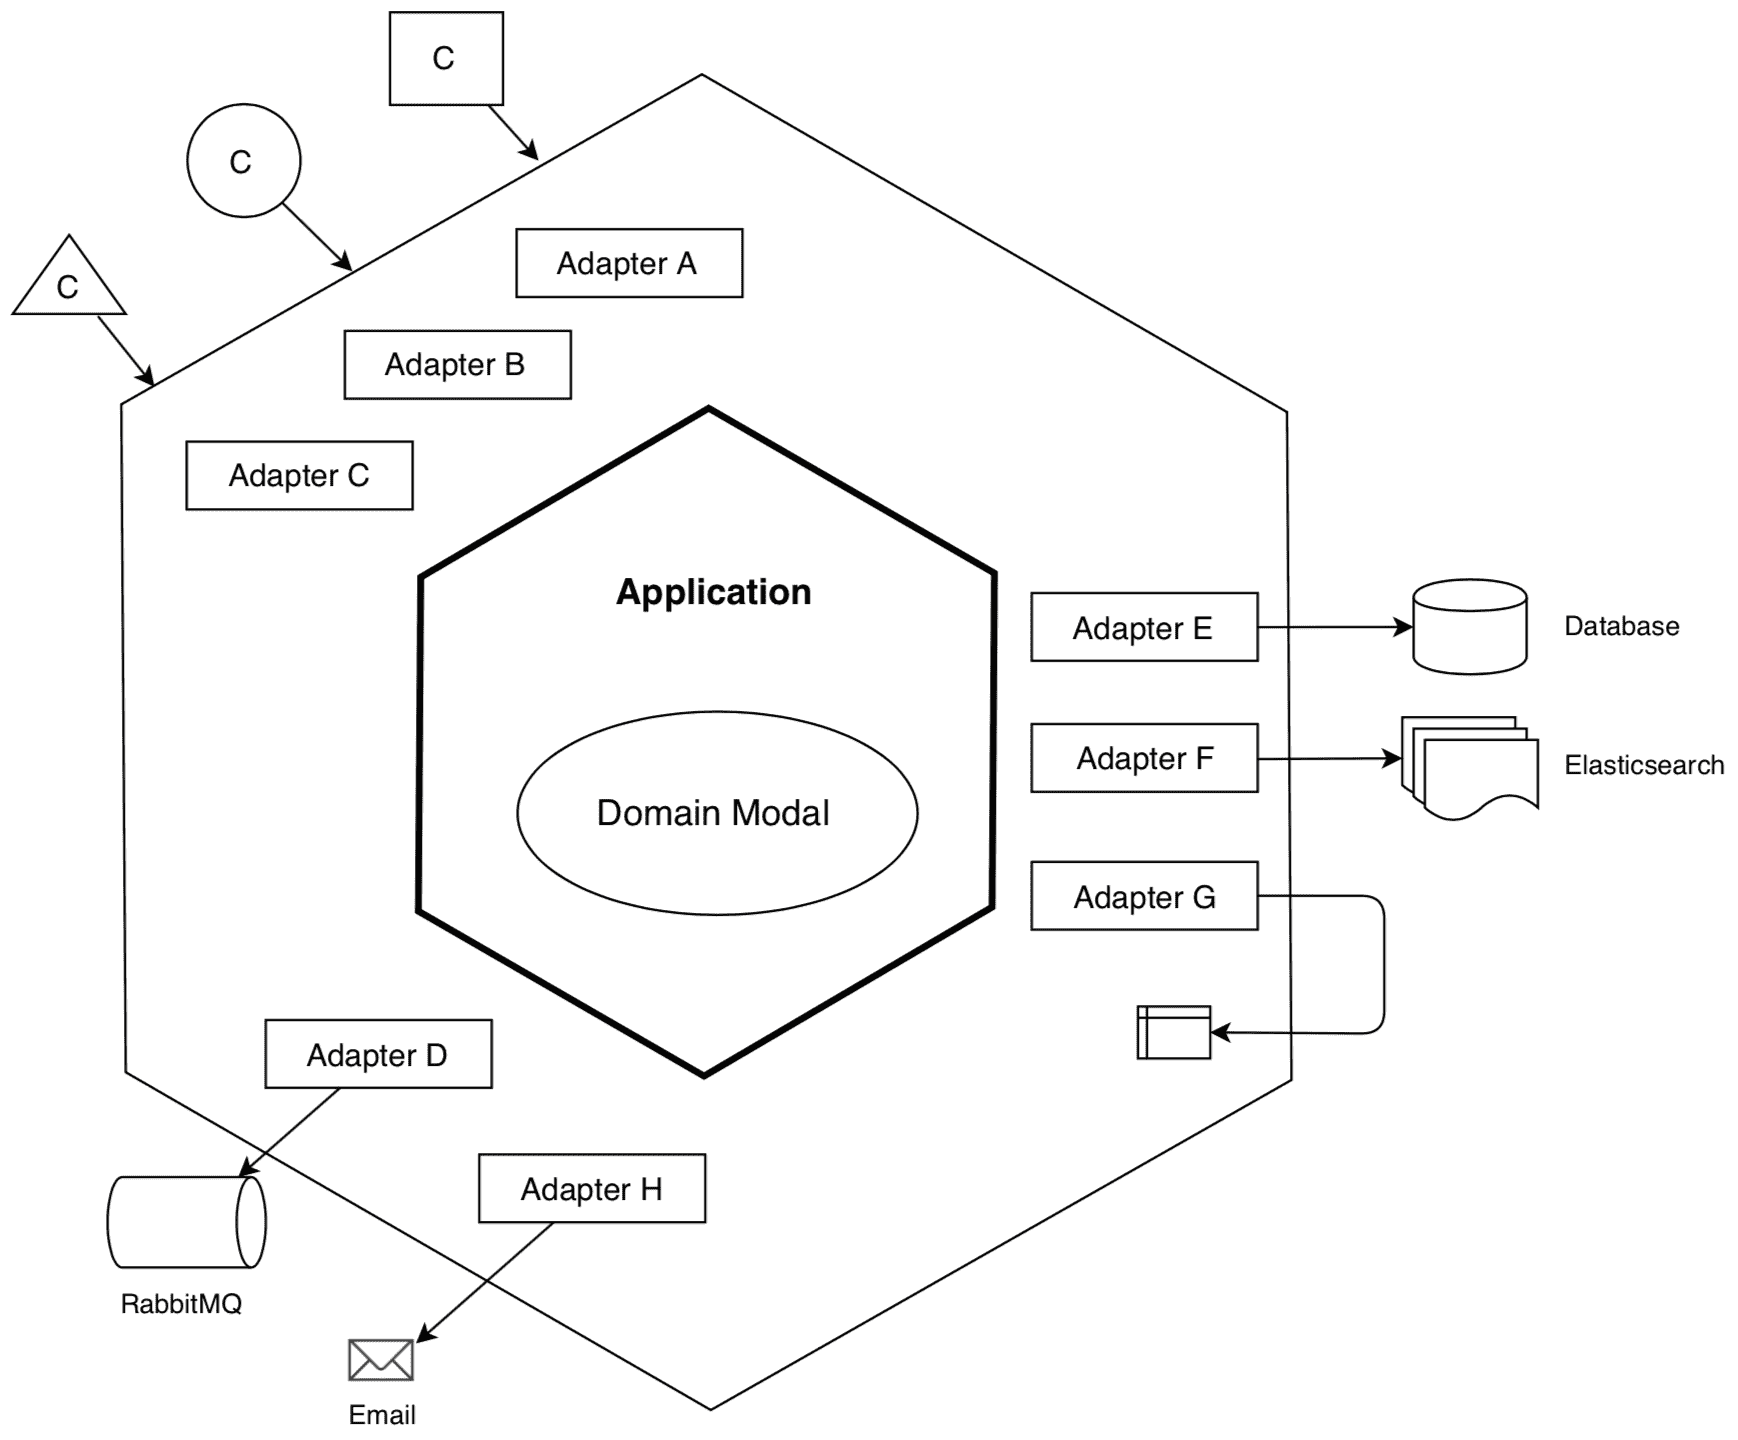 C
C
C
Adapter A
Adapter B
Adapter C
Application
Domain Modal
Adapter E
Database
Adapter F
Elasticsearch
Adapter G
Adapter D
RabbitMQ
Adapter H
Email